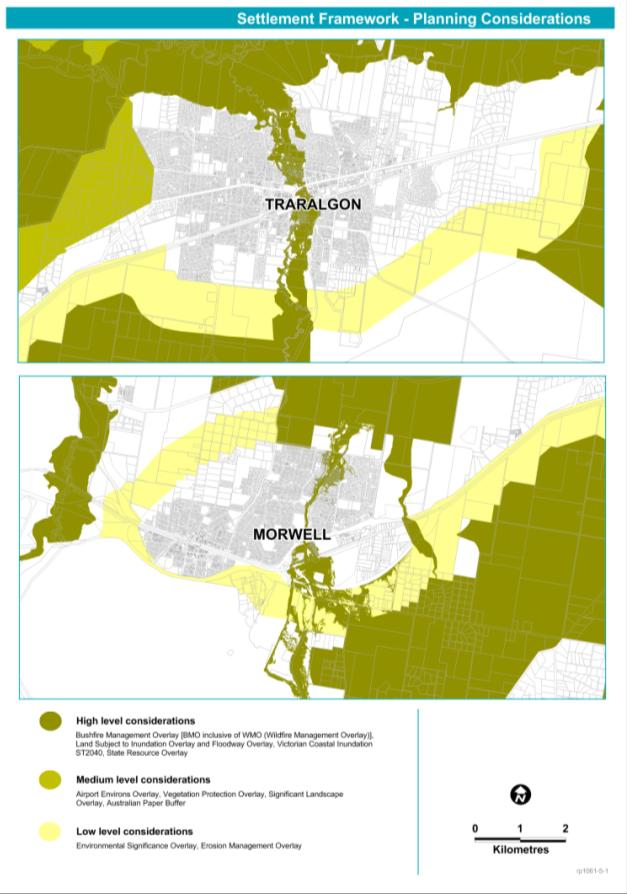 Settlement Framework - Planning Considerations
TRARALGON
MORWELL
High level considerations
Bushfire Management Overlay [BMO inclusive of WMO (Wildfire Management Overlay)],
Land Subject to Inundation Overlay and Floodway Overlay, Victorian Coastal Inundation
ST2040, State Resource Overlay
Medium level considerations
Airport Environs Overlay, Vegetation Protection Overlay, Significant Landscape
Overlay, Australian Paper Buffer
Low level considerations
Environmental Significance Overlay, Erosion Management Overlay
N
0 1 2
Kilometres
rp1061-5-1